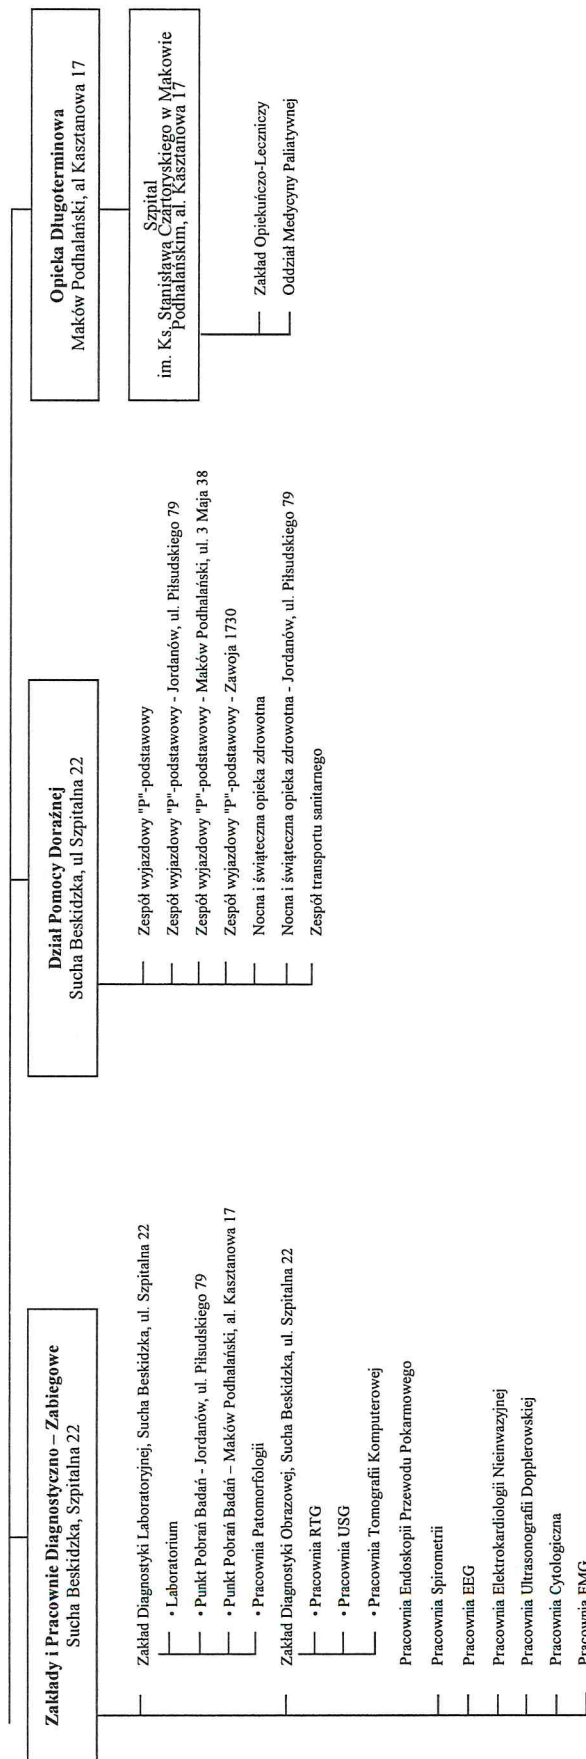 Zakłady i Pracownie Diagnostyczno – Zabiegowe
Sucha Beskidzka, Szpitalna 22
Zakład Diagnostyki Laboratoryjnej, Sucha Beskidzka, ul. Szpitalna 22
• Laboratorium
• Punkt Pobrań Badań - Jordanów, ul. Piłsudskiego 79
• Punkt Pobrań Badań – Maków Podhalański, al. Kasztanowa 17
• Pracownia Patomorfologii
Zakład Diagnostyki Obrazowej, Sucha Beskidzka, ul. Szpitalna 22
• Pracownia RTG
• Pracownia USG
• Pracownia Tomografii Komputerowej
Pracownia Endoskopii Przewodu Pokarmowego
Pracownia Spirometrii
Pracownia EEG
Pracownia Elektrokardiologii Nieinwazyjnej
Pracownia Ultrasonografii Dopplerowskiej
Pracownia Cytologiczna
Pracownia EMG
Dział Pomocy Doraźnej
Sucha Beskidzka, ul Szpitalna 22
Zespół wyjazdowy "P"-podstawowy
Zespół wyjazdowy "P"-podstawowy - Jordanów, ul. Piłsudskiego 79
Zespół wyjazdowy "P"-podstawowy - Maków Podhalański, ul. 3 Maja 38
Zespół wyjazdowy "P"-podstawowy - Zawoja 1730
Nocna i świąteczna opieka zdrowotna
Nocna i świąteczna opieka zdrowotna - Jordanów, ul. Piłsudskiego 79
Zespół transportu sanitarnego
Opieka Długoterminowa
Maków Podhalański, al Kasztanowa 17
Szpital
im. Ks. Stanisława Czartoryskiego w Makowie
Podhalańskim, al. Kasztanowa 17
Zakład Opiekuńczo-Leczniczy
Oddział Medycyny Paliatywnej